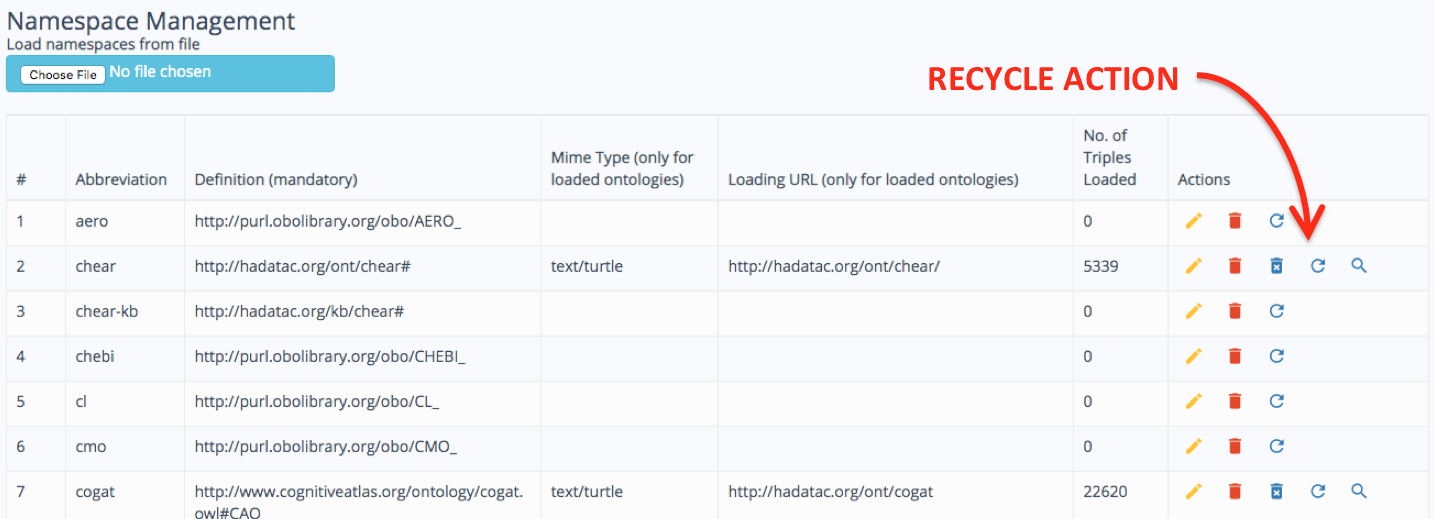 Namespace Management
Load namespaces from file
Choose File No file chosen
RECYCLE ACTION
# Abbreviation Definition (mandatory) Mime Type (only for loaded ontologies) Loading URL (only for loaded ontologies) No. of Triples Loaded Actions
1 aero http://purl.obolibrary.org/obo/AERO_ 0
2 chear http://hadatac.org/ont/chear# text/turtle http://hadatac.org/ont/chear/ 5339
3 chear-kb http://hadatac.org/kb/chear# 0
4 chebi http://purl.obolibrary.org/obo/CHEBI_ 0
5 cl http://purl.obolibrary.org/obo/CL_ 0
6 cmo http://purl.obolibrary.org/obo/CMO_ 0
7 cogat http://www.cognitiveatlas.org/ontology/cogat. text/turtle http://hadatac.org/ont/cogat 22620
owl#CAO